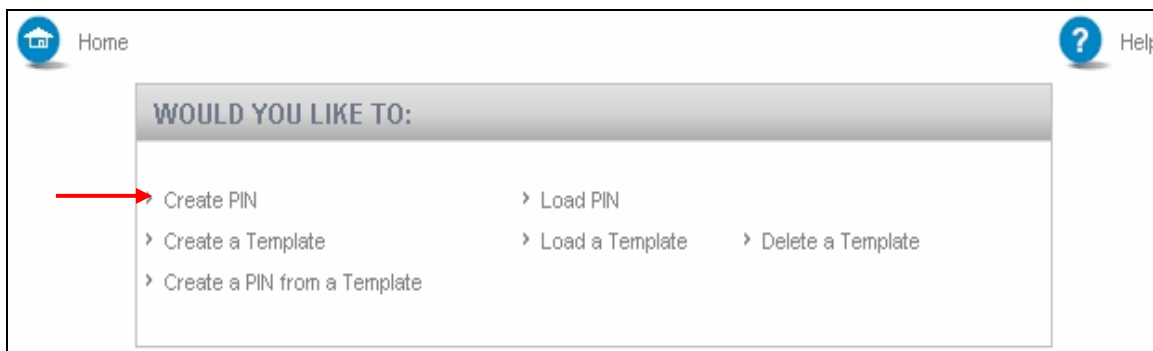 Home
?
Help
WOULD YOU LIKE TO:
› Create PIN
› Load PIN
› Create a Template
› Load a Template
› Delete a Template
› Create a PIN from a Template